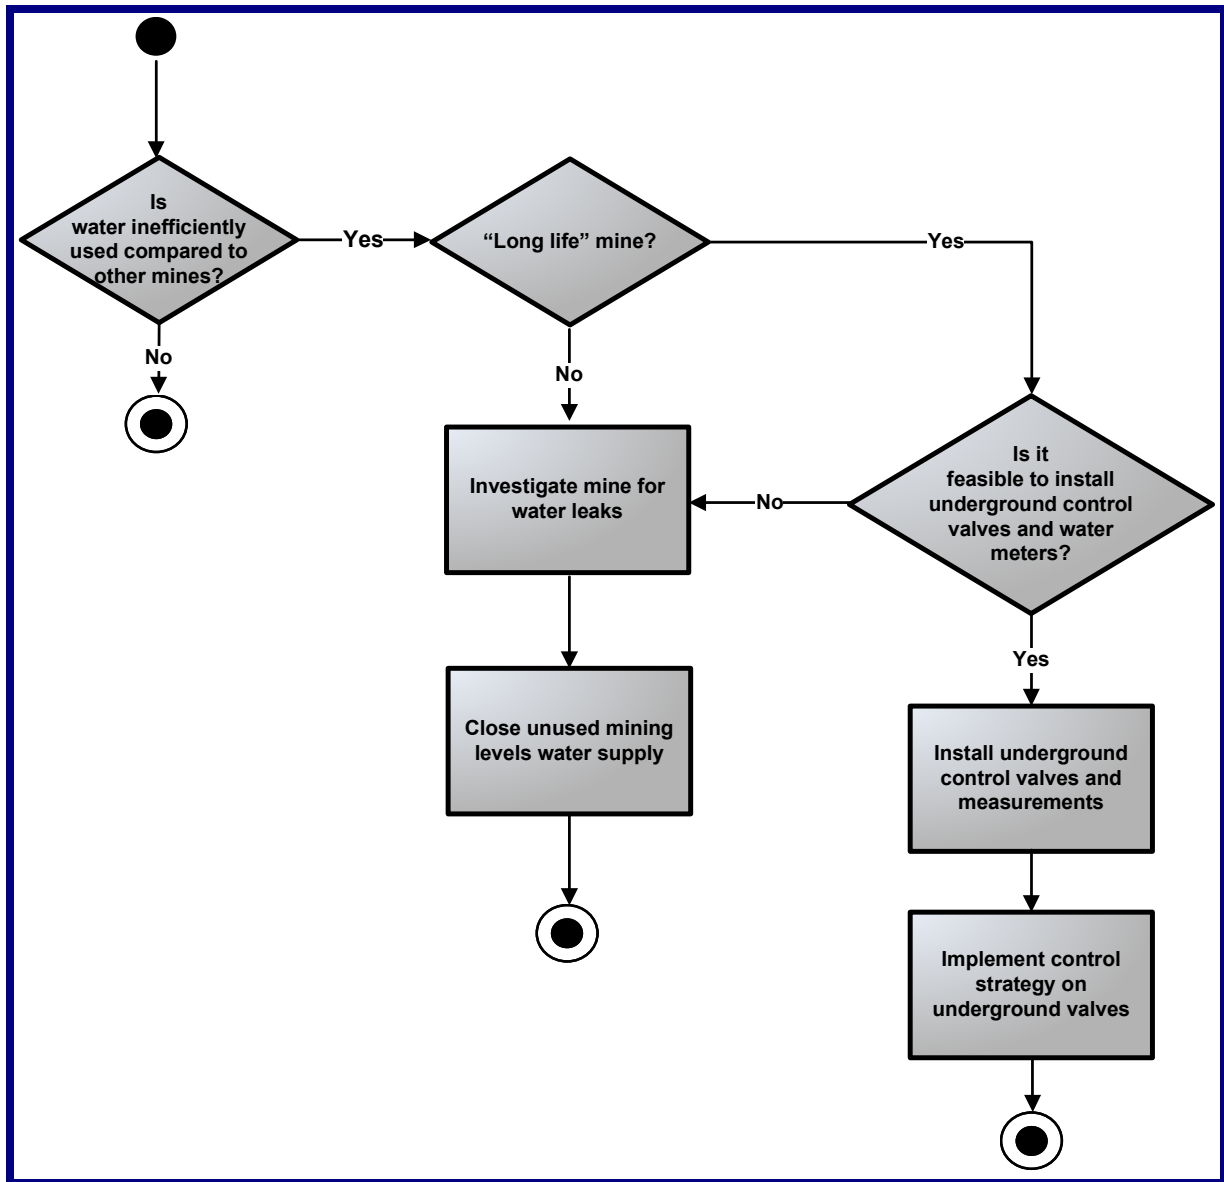 Is
water inefficiently
used compared to
other mines?
Yes
“Long life” mine?
Yes
No
No
Investigate mine for
water leaks
No
Is it
feasible to install
underground control
valves and water
meters?
Yes
Close unused mining
levels water supply
Install underground
control valves and
measurements
Implement control
strategy on
underground valves